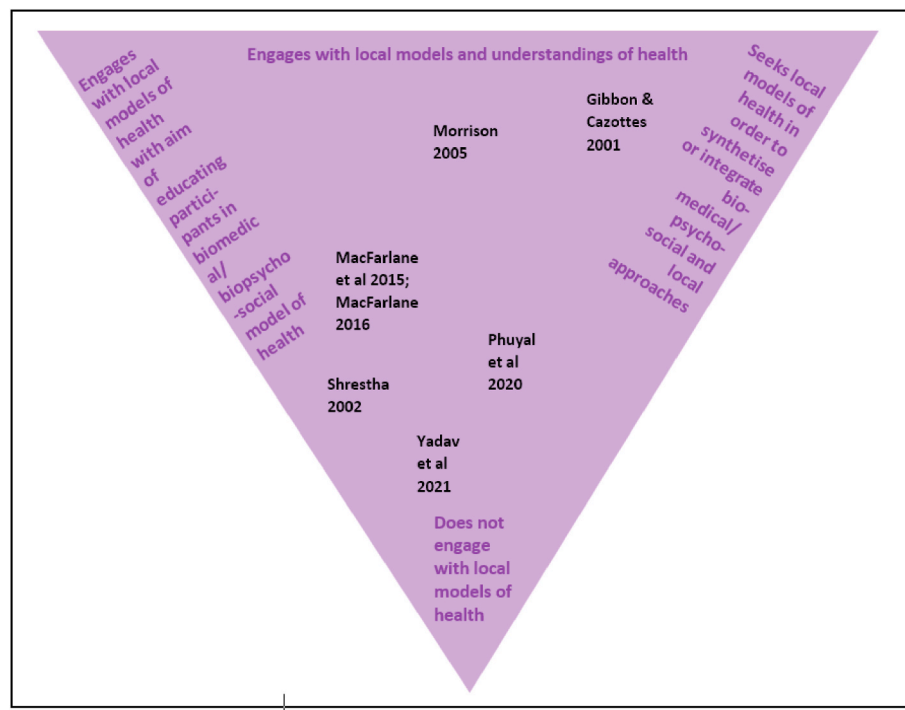 Engages with local models and understandings of health
Engages
with local
models of
health
with aim
of
educating
partici-
pants in
biomedic
al/
biopsycho
-social
model of
health
Seeks local
models of
health in
order to
synthetise
or integrate
bio-
medical/
psycho-
social and
local
approaches
Gibbon &
Cazottes
2001
Morrison
2005
MacFarlane
et al 2015;
MacFarlane
2016
Phuyal
et al
2020
Shrestha
2002
Yadav
et al
2021
Does not
engage
with local
models of
health